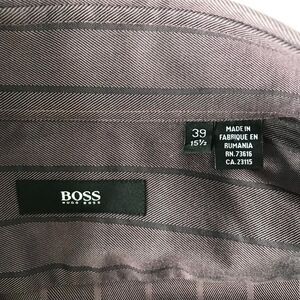 39
15½
MADE IN
FABRIQUE EN
RUMANIA
RN.73616
CA.23115
BOSS
HUGO BOSS